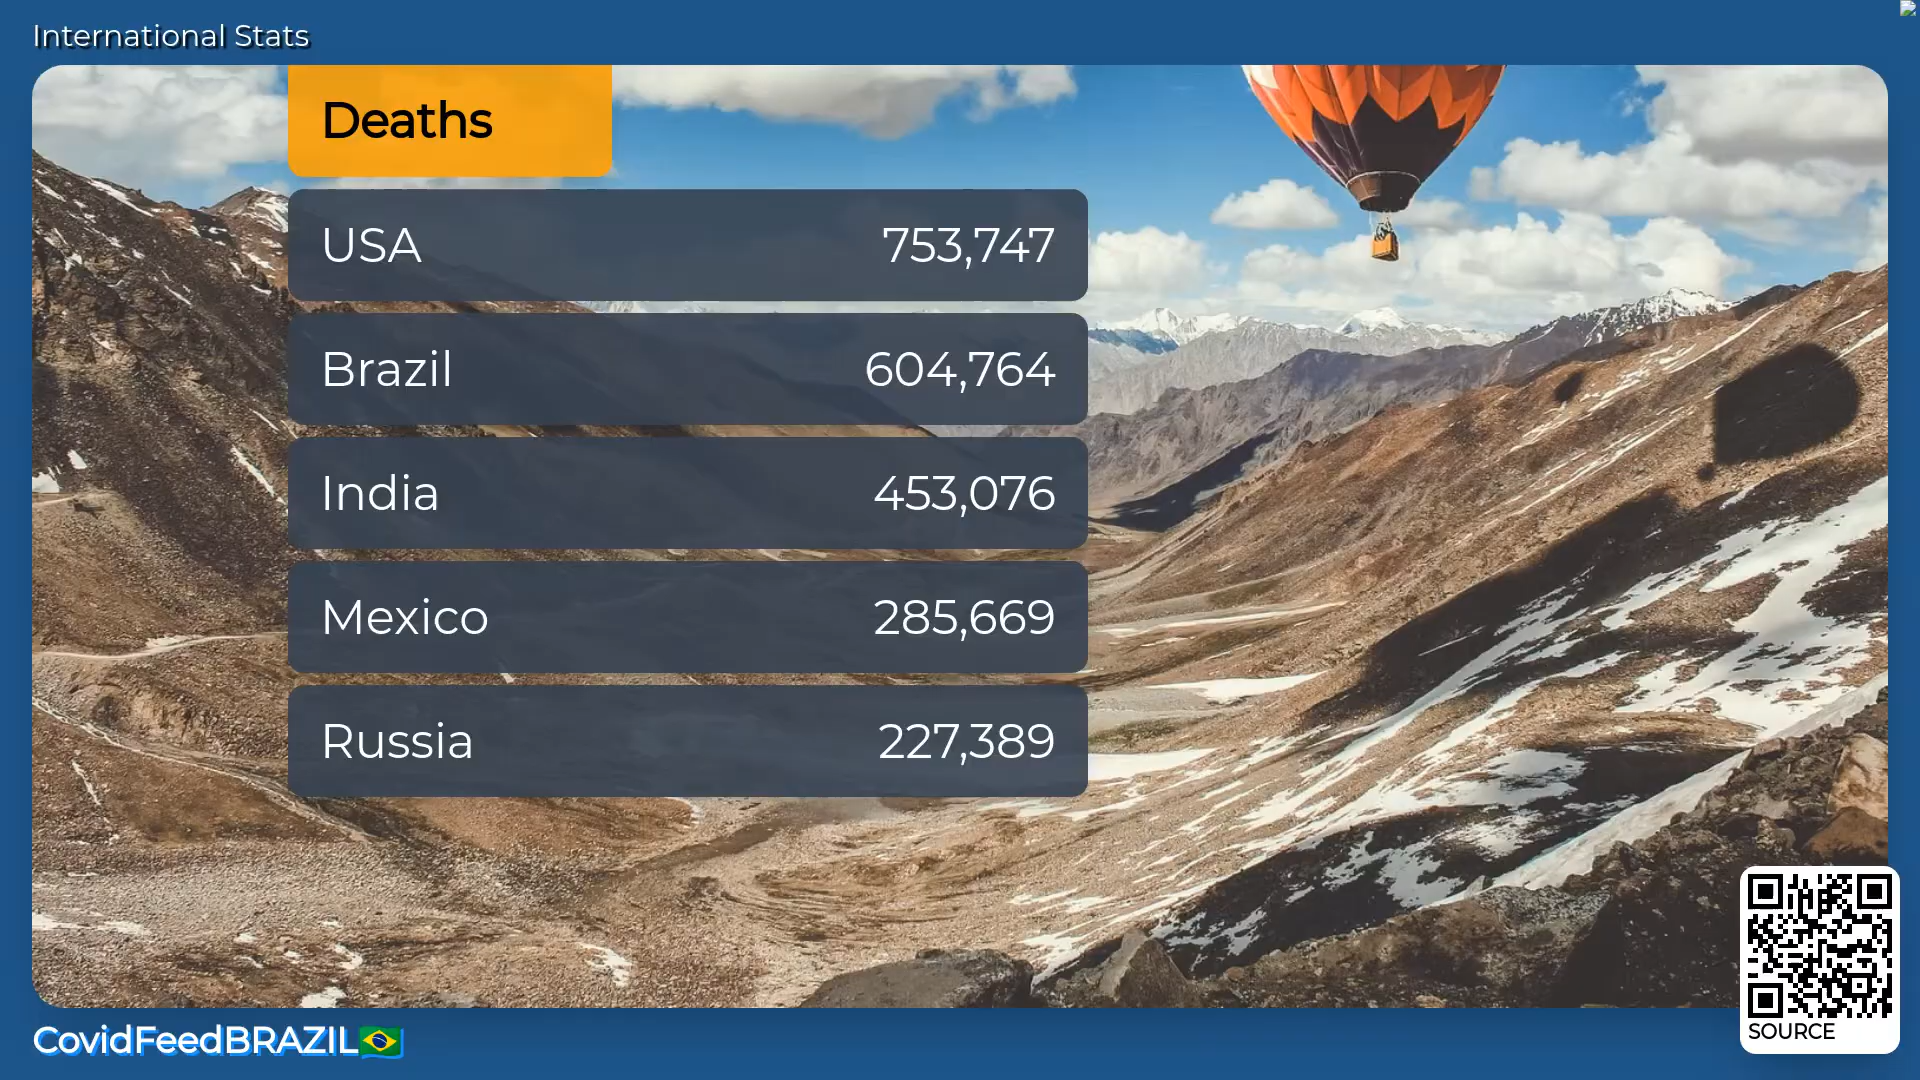 International Stats
Deaths
USA 753,747
Brazil 604,764
India 453,076
Mexico 285,669
Russia 227,389
SOURCE
CovidFeedBRAZIL🇧🇷